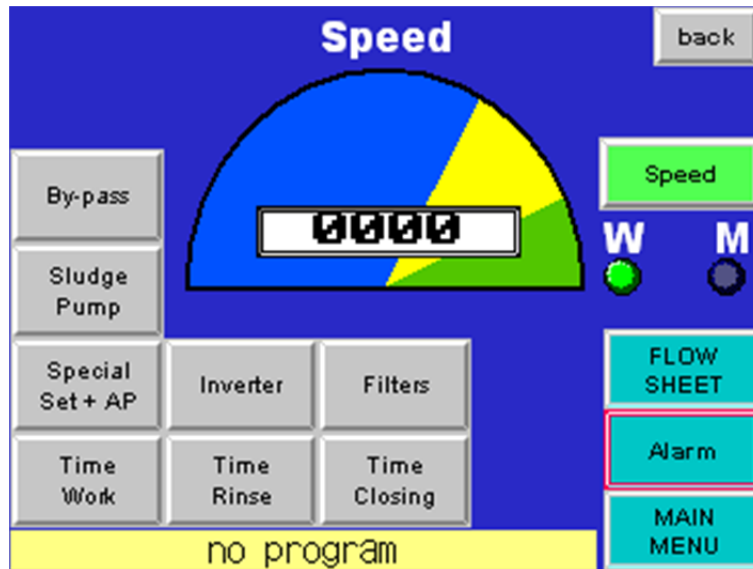 Speed
back
By-pass
Speed
0000
W M
Sludge
Pump
Special
Set + AP
Inverter
Filters
FLOW
SHEET
Time
Work
Time
Rinse
Time
Closing
Alarm
MAIN
MENU
no program